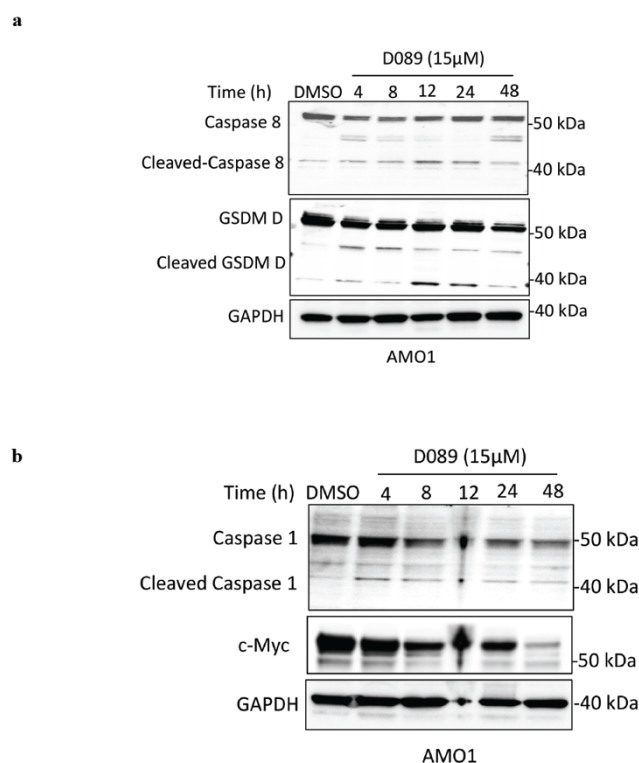 a
D089 (15µM)
Time (h) DMSO 4 8 12 24 48
Caspase 8
-50 kDa
Cleaved-Caspase 8
-40 kDa
GSDM D
-50 kDa
Cleaved GSDM D
-40 kDa
GAPDH
-40 kDa
AMO1
b
D089 (15µM)
Time (h) DMSO 4 8 12 24 48
Caspase 1
-50 kDa
Cleaved Caspase 1
-40 kDa
c-Myc
-50 kDa
GAPDH
-40 kDa
AMO1